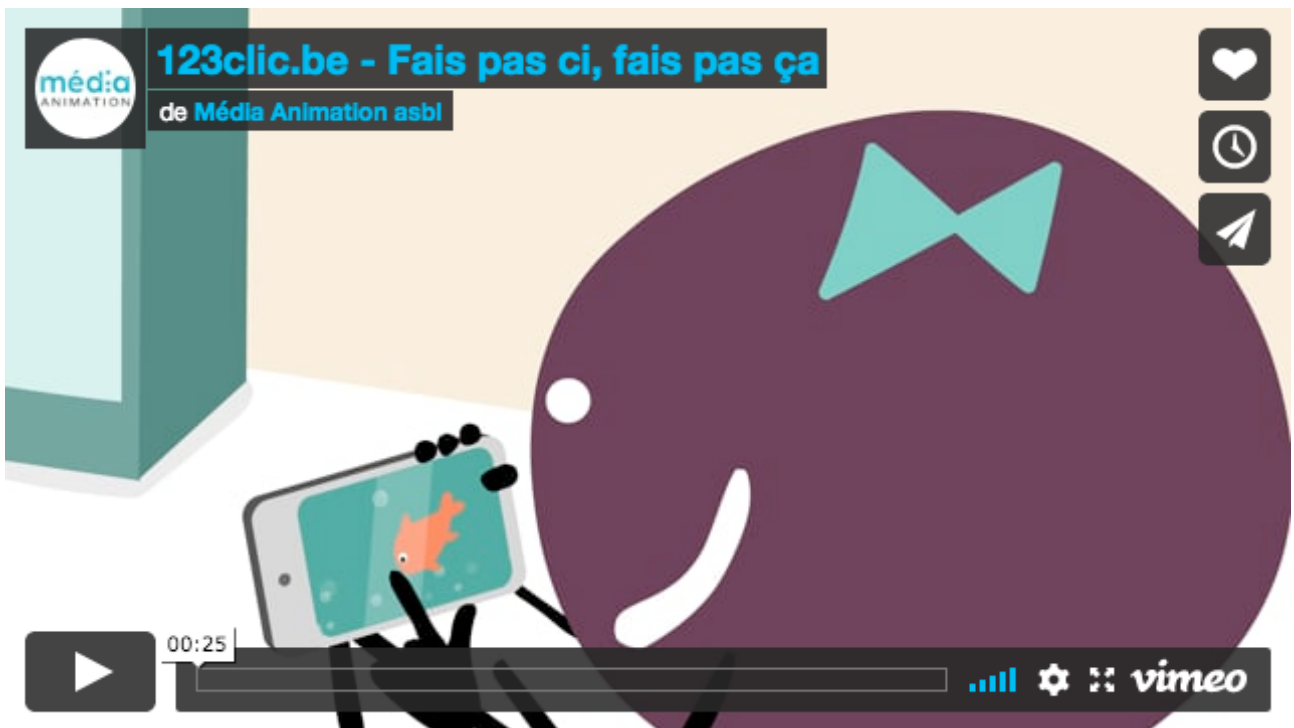 média
ANIMATION
123clic.be - Fais pas ci, fais pas ça
de Média Animation asbl
00:25
vimeo